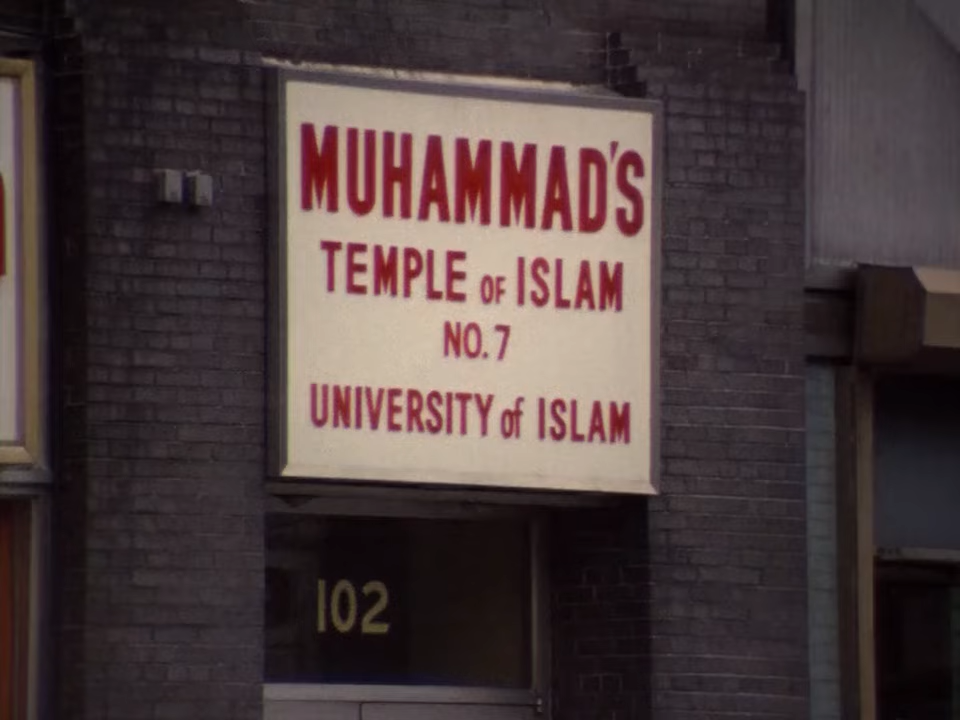 MUHAMMAD'S
TEMPLE OF ISLAM
NO. 7
UNIVERSITY of ISLAM
102